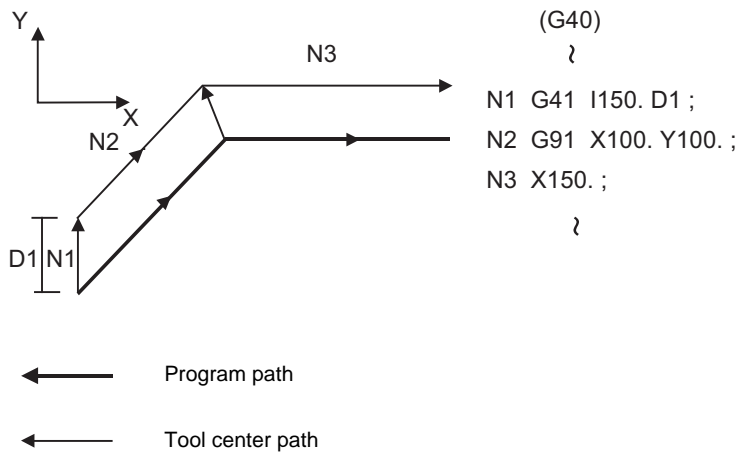 Y
X
N3
N2
D1 N1
(G40)
~
N1 G41 I150. D1 ;
N2 G91 X100. Y100. ;
N3 X150. ;
~
Program path
Tool center path